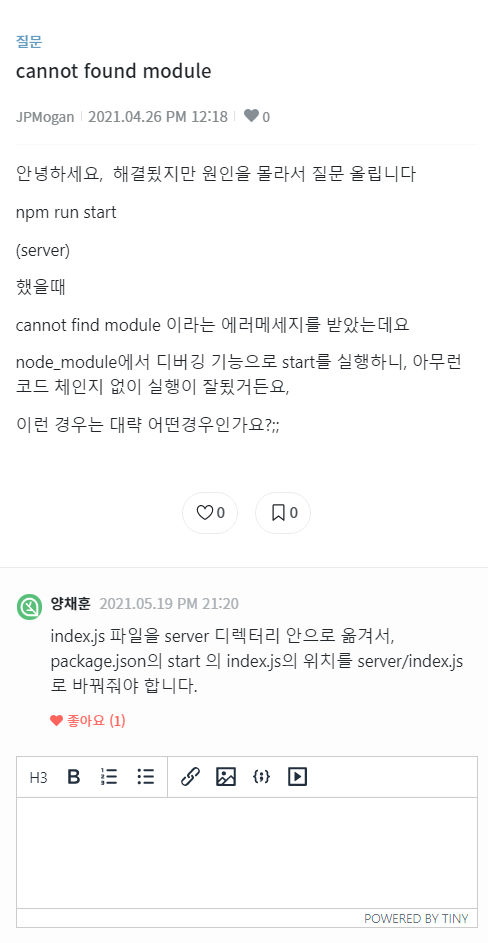 질문
cannot found module
JPMogan 2021.04.26 PM 12:18 0
안녕하세요, 해결됬지만 원인을 몰라서 질문 올립니다
npm run start
(server)
했을때
cannot find module 이라는 에러메세지를 받았는데요
node_module에서 디버깅 기능으로 start를 실행하니, 아무런
코드 체인지 없이 실행이 잘됬거든요,
이런 경우는 대략 어떤경우인가요?;;
0 0
양채훈 2021.05.19 PM 21:20
index.js 파일을 server 디렉터리 안으로 옮겨서,
package.json의 start 의 index.js의 위치를 server/index.js
로 바꿔줘야 합니다.
좋아요 (1)
H3 B
POWERED BY TINY